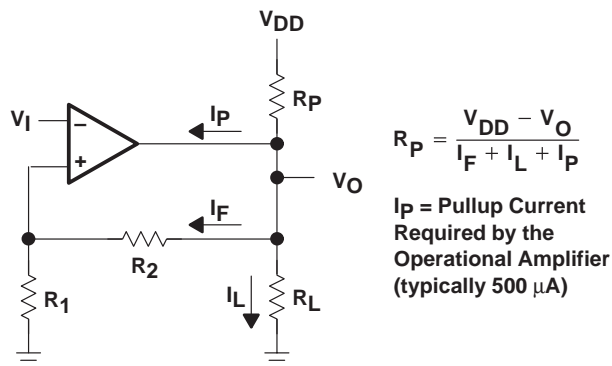 VDD
VI
−
+
IP
RP
VO
IF
R2
R1
IL
RL
RP = (VDD − VO) / (IF + IL + IP)
IP = Pullup Current
Required by the
Operational Amplifier
(typically 500 μA)